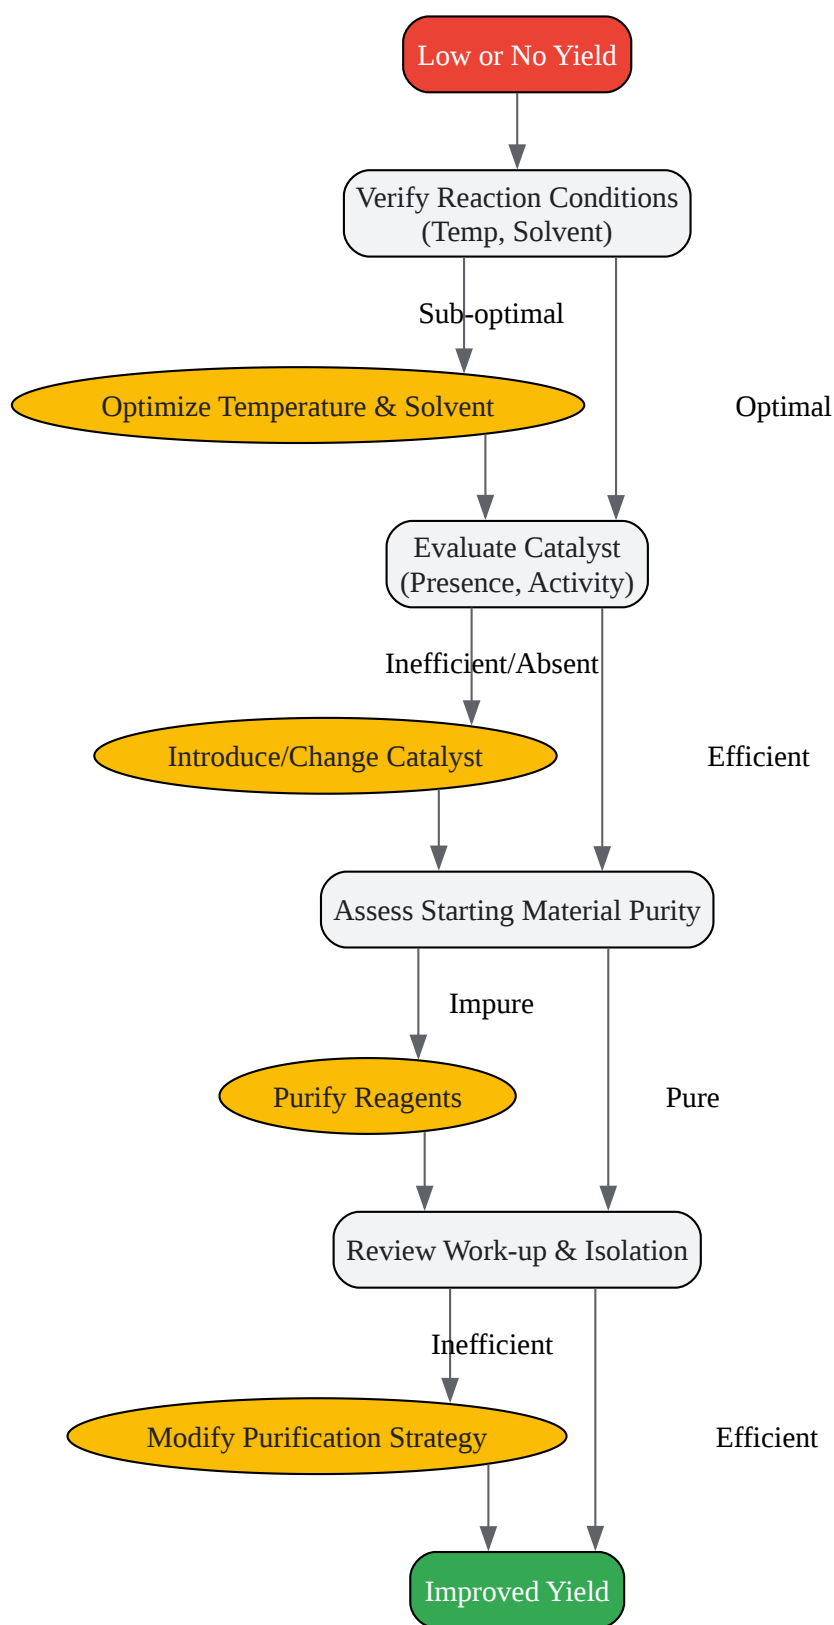 Low or No Yield
Verify Reaction Conditions
(Temp, Solvent)
Sub-optimal
Optimize Temperature & Solvent
Optimal
Evaluate Catalyst
(Presence, Activity)
Inefficient/Absent
Introduce/Change Catalyst
Efficient
Assess Starting Material Purity
Impure
Purify Reagents
Pure
Review Work-up & Isolation
Inefficient
Modify Purification Strategy
Efficient
Improved Yield